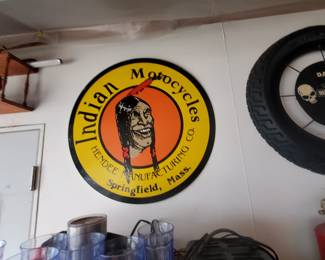 Indian Motocycles
HENDEE MANUFACTURING CO.
Springfield, Mass.